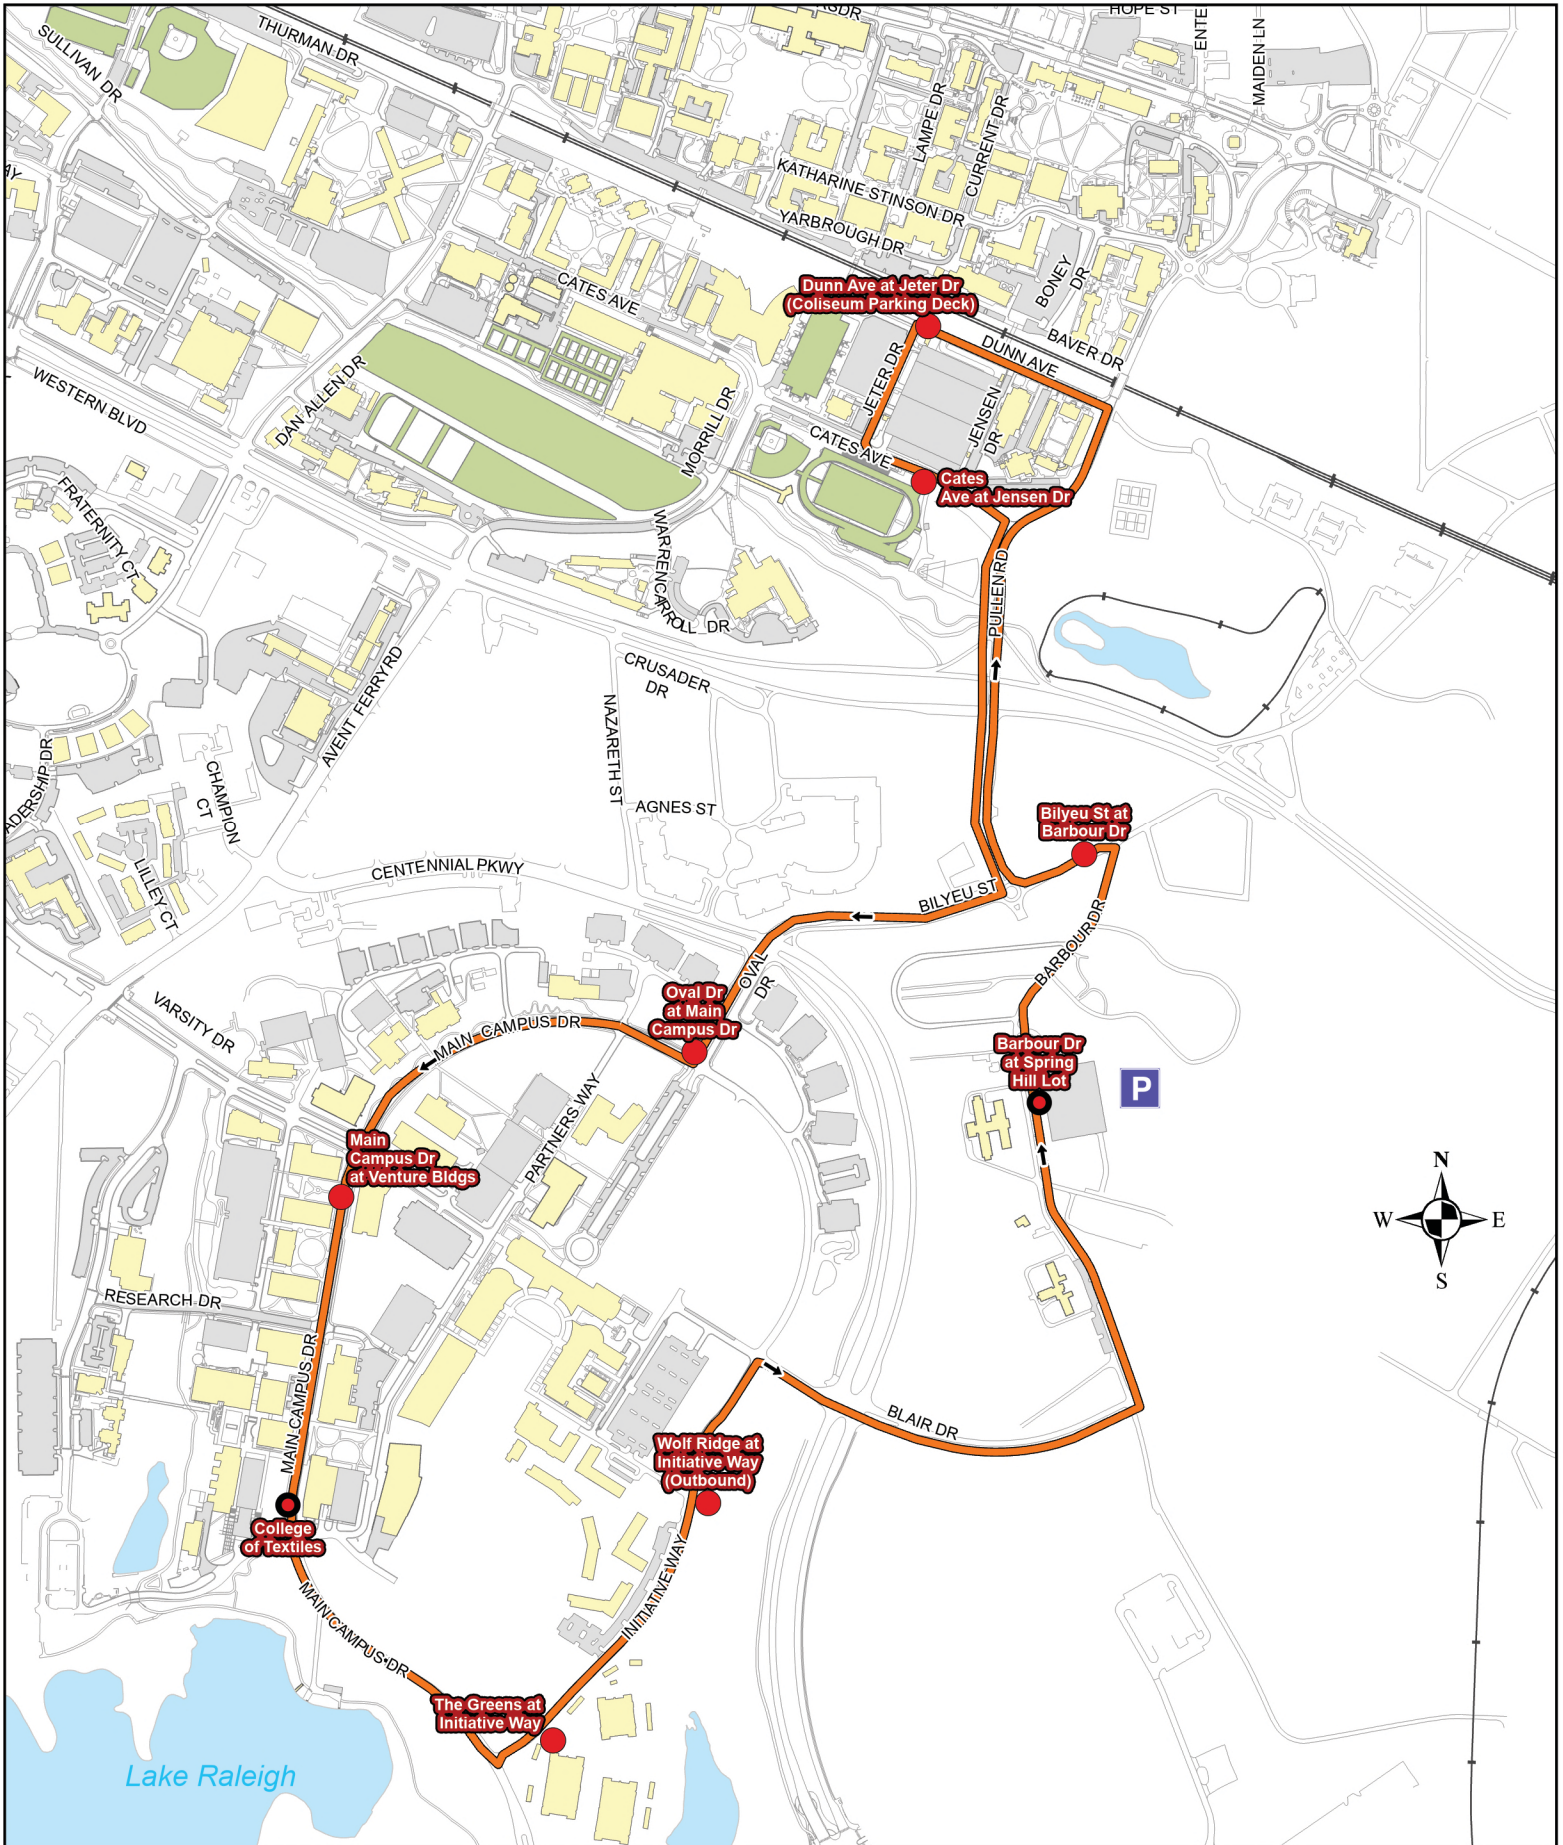 HOPE ST
THURMAN DR
SULLIVAN DR
MAIDEN LN
LAMPE DR
CURRENT DR
KATHARINE STINSON DR
YARBROUGH DR
BONEY
DR
CATES AVE
Dunn Ave at Jeter Dr
(Coliseum Parking Deck)
BAVER DR
DUNN AVE
JETER DR
JENSEN
DR
WESTERN BLVD
DAN ALLEN DR
MORRILL DR
CATES AVE
Cates
Ave at Jensen Dr
FRATERNITY CT
WARREN CARROLL DR
PULLEN RD
CRUSADER
DR
AVENT FERRY RD
NAZARETH ST
CHAMPION
CT
AGNES ST
Bilyeu St at
Barbour Dr
LILLEY CT
CENTENNIAL PKWY
BILYEU ST
BARBOUR DR
OVAL
DR
Oval Dr
at Main
Campus Dr
VARSITY DR
MAIN CAMPUS DR
Barbour Dr
at Spring
Hill Lot
P
PARTNERS WAY
Main
Campus Dr
at Venture Bldgs
N
W
E
S
RESEARCH DR
MAIN CAMPUS DR
BLAIR DR
Wolf Ridge at
Initiative Way
(Outbound)
College
of Textiles
INITIATIVE WAY
MAIN CAMPUS DR
The Greens at
Initiative Way
Lake Raleigh